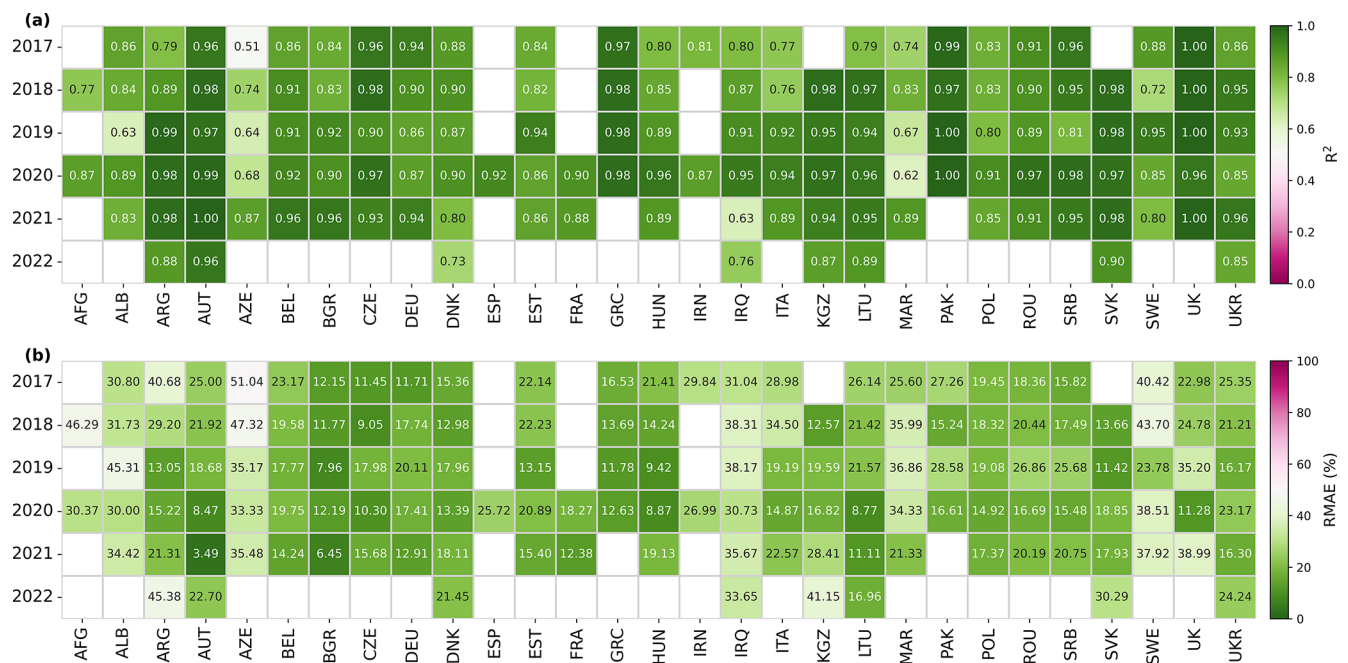 (a)
2017 0.86 0.79 0.96 0.51 0.86 0.84 0.96 0.94 0.88 0.84 0.97 0.80 0.81 0.80 0.77 0.79 0.74 0.99 0.83 0.91 0.96 0.88 1.00 0.86
2018 0.77 0.84 0.89 0.98 0.74 0.91 0.83 0.98 0.90 0.90 0.82 0.98 0.85 0.87 0.76 0.98 0.97 0.83 0.97 0.83 0.90 0.95 0.98 0.72 1.00 0.95
2019 0.63 0.99 0.97 0.64 0.91 0.92 0.90 0.86 0.87 0.94 0.98 0.89 0.91 0.92 0.95 0.94 0.67 1.00 0.80 0.89 0.81 0.98 0.95 1.00 0.93
2020 0.87 0.89 0.98 0.99 0.68 0.92 0.90 0.97 0.87 0.90 0.92 0.86 0.90 0.98 0.96 0.87 0.95 0.94 0.97 0.96 0.62 1.00 0.91 0.97 0.98 0.97 0.85 0.96 0.85
2021 0.83 0.98 1.00 0.87 0.96 0.96 0.93 0.94 0.80 0.86 0.88 0.89 0.63 0.89 0.94 0.95 0.89 0.85 0.91 0.95 0.98 0.80 1.00 0.96
2022 0.88 0.96 0.73 0.76 0.87 0.89 0.90 0.85
AFG ALB ARG AUT AZE BEL BGR CZE DEU DNK ESP EST FRA GRC HUN IRN IRQ ITA KGZ LTU MAR PAK POL ROU SRB SVK SWE UK UKR
1.0
0.8
0.6
0.4
0.2
0.0
R²
(b)
2017 30.80 40.68 25.00 51.04 23.17 12.15 11.45 11.71 15.36 22.14 16.53 21.41 29.84 31.04 28.98 26.14 25.60 27.26 19.45 18.36 15.82 40.42 22.98 25.35
2018 46.29 31.73 29.20 21.92 47.32 19.58 11.77 9.05 17.74 12.98 22.23 13.69 14.24 38.31 34.50 12.57 21.42 35.99 15.24 18.32 20.44 17.49 13.66 43.70 24.78 21.21
2019 45.31 13.05 18.68 35.17 17.77 7.96 17.98 20.11 17.96 13.15 11.78 9.42 38.17 19.19 19.59 21.57 36.86 28.58 19.08 26.86 25.68 11.42 23.78 35.20 16.17
2020 30.37 30.00 15.22 8.47 33.33 19.75 12.19 10.30 17.41 13.39 25.72 20.89 18.27 12.63 8.87 26.99 30.73 14.87 16.82 8.77 34.33 16.61 14.92 16.69 15.48 18.85 38.51 11.28 23.17
2021 34.42 21.31 3.49 35.48 14.24 6.45 15.68 12.91 18.11 15.40 12.38 19.13 35.67 22.57 28.41 11.11 21.33 17.37 20.19 20.75 17.93 37.92 38.99 16.30
2022 45.38 22.70 21.45 33.65 41.15 16.96 30.29 24.24
AFG ALB ARG AUT AZE BEL BGR CZE DEU DNK ESP EST FRA GRC HUN IRN IRQ ITA KGZ LTU MAR PAK POL ROU SRB SVK SWE UK UKR
100
80
60
40
20
0
RMAE (%)